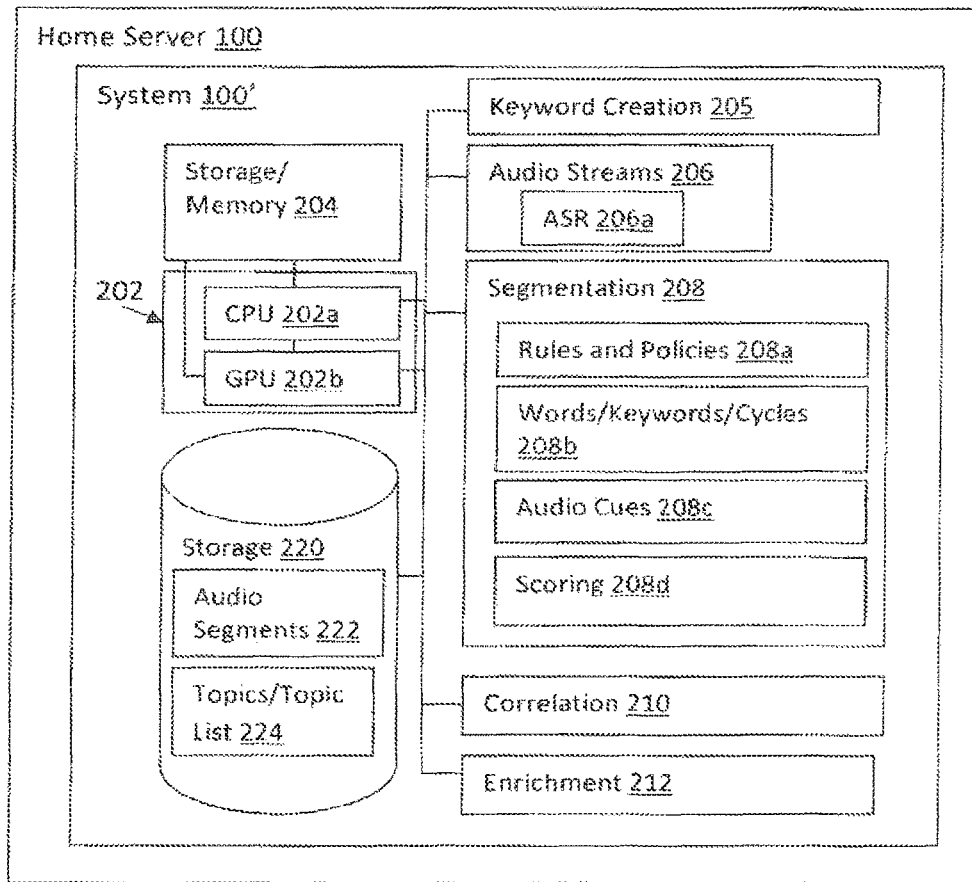 Home Server 100
System 100'
Storage/
Memory 204
202
CPU 202a
GPU 202b
Storage 220
Audio
Segments 222
Topics/Topic
List 224
Keyword Creation 205
Audio Streams 206
ASR 206a
Segmentation 208
Rules and Policies 208a
Words/Keywords/Cycles
208b
Audio Cues 208c
Scoring 208d
Correlation 210
Enrichment 212